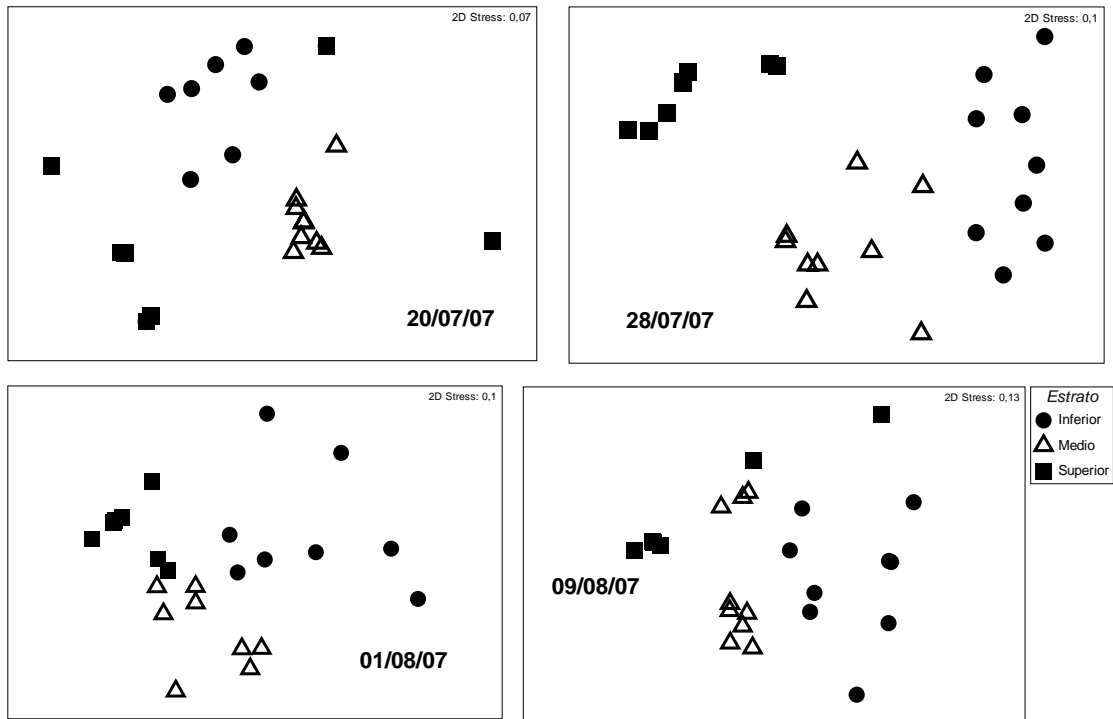 2D Stress: 0,07
20/07/07
2D Stress: 0,1
28/07/07
2D Stress: 0,1
01/08/07
2D Stress: 0,13
09/08/07
Estrato
Inferior
Medio
Superior